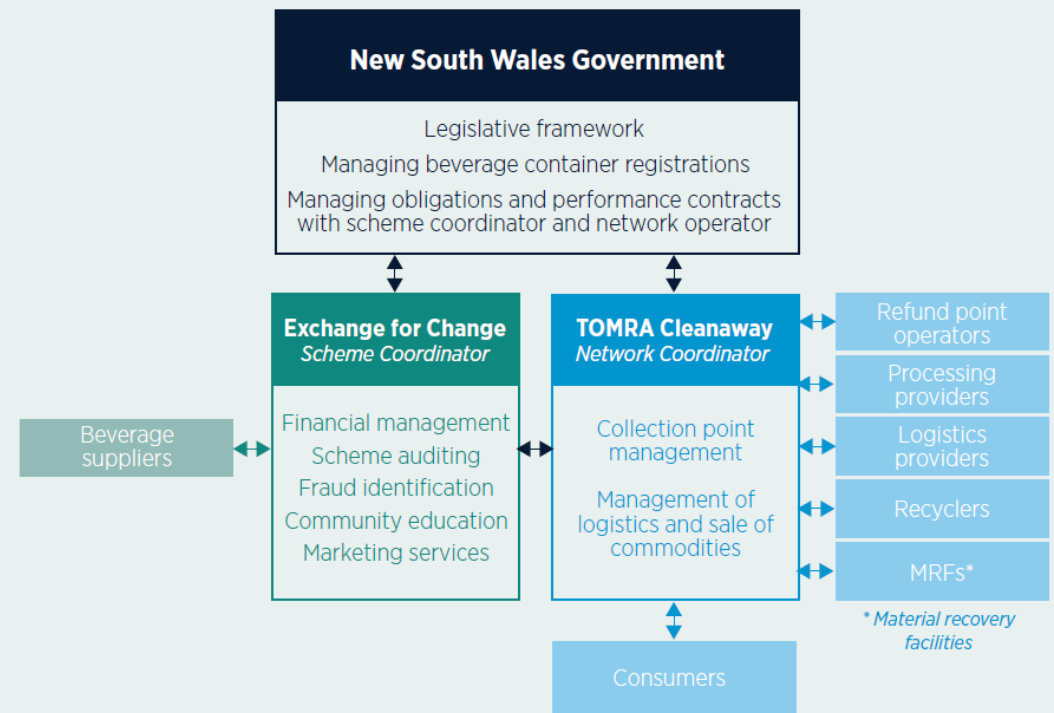 New South Wales Government
Legislative framework
Managing beverage container registrations
Managing obligations and performance contracts
with scheme coordinator and network operator
Exchange for Change
Scheme Coordinator
Financial management
Scheme auditing
Fraud identification
Community education
Marketing services
Beverage
suppliers
TOMRA Cleanaway
Network Coordinator
Collection point
management
Management of
logistics and sale of
commodities
Refund point
operators
Processing
providers
Logistics
providers
Recyclers
MRFs*
* Material recovery
facilities
Consumers